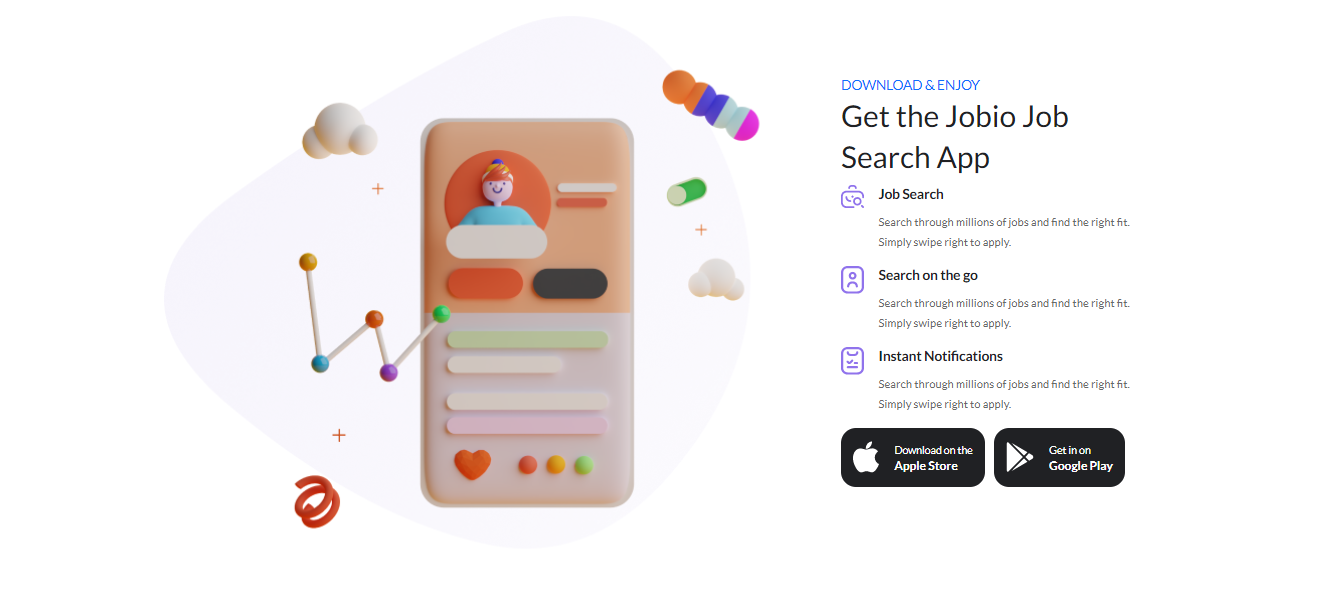 DOWNLOAD & ENJOY
Get the Jobio Job
Search App
Job Search
Search through millions of jobs and find the right fit.
Simply swipe right to apply.
Search on the go
Search through millions of jobs and find the right fit.
Simply swipe right to apply.
Instant Notifications
Search through millions of jobs and find the right fit.
Simply swipe right to apply.
Download on the
Apple Store
Get in on
Google Play